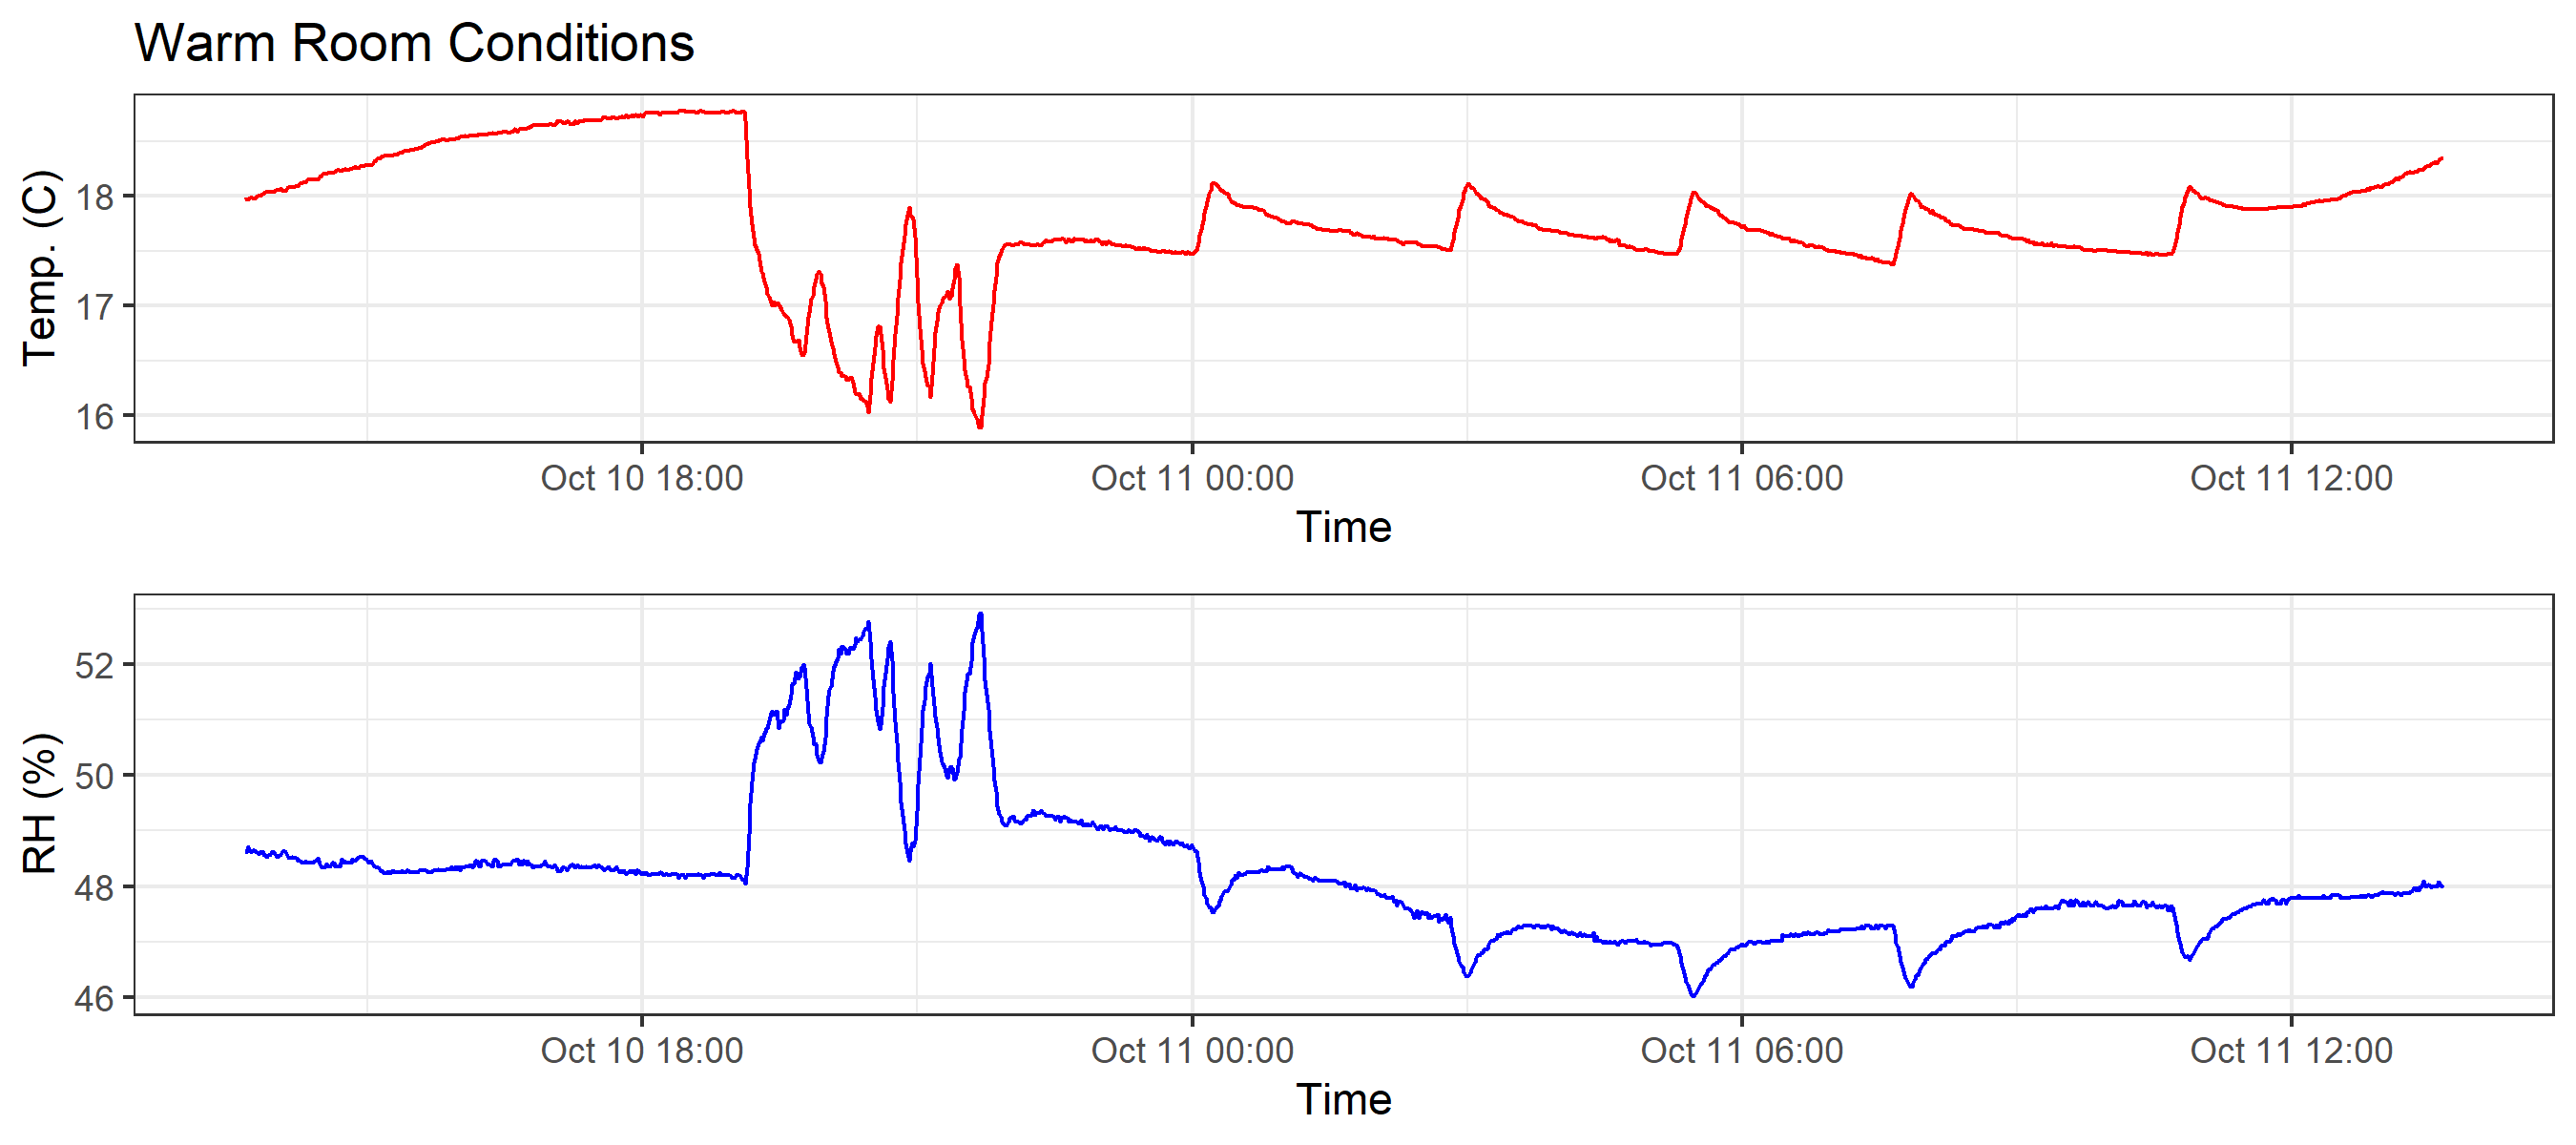 Warm Room Conditions
Temp. (C)
18
17
16
Oct 10 18:00 Oct 11 00:00 Oct 11 06:00 Oct 11 12:00
Time
RH (%)
52
50
48
46
Oct 10 18:00 Oct 11 00:00 Oct 11 06:00 Oct 11 12:00
Time